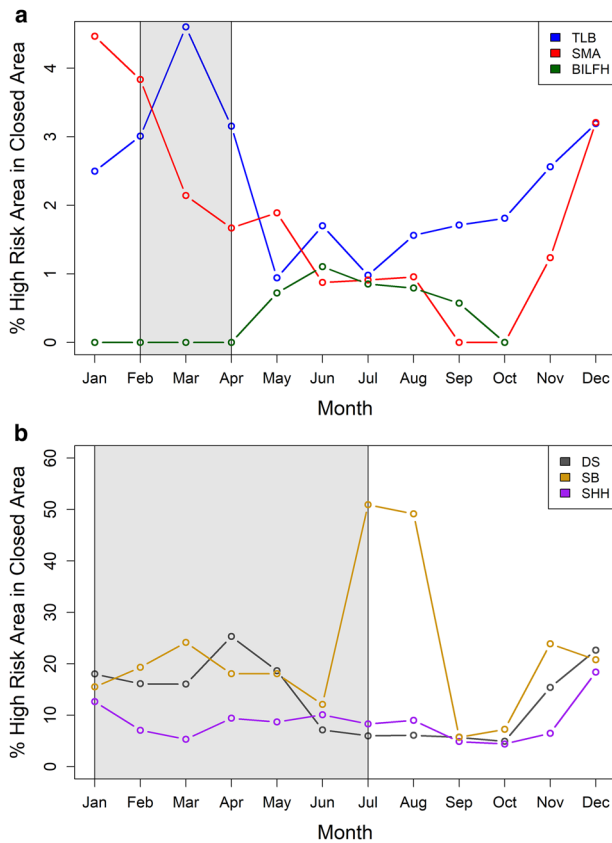 a
% High Risk Area in Closed Area
4
3
2
1
0
TLB
SMA
BILFH
Jan Feb Mar Apr May Jun Jul Aug Sep Oct Nov Dec
Month
b
% High Risk Area in Closed Area
60
50
40
30
20
10
0
DS
SB
SHH
Jan Feb Mar Apr May Jun Jul Aug Sep Oct Nov Dec
Month